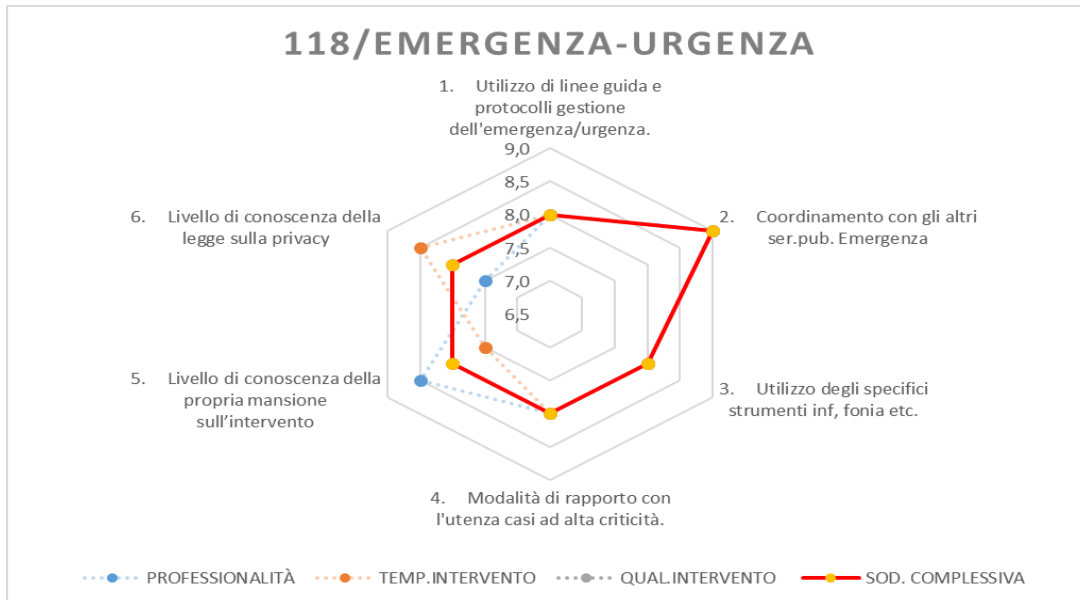 118/EMERGENZA-URGENZA
1. Utilizzo di linee guida e
protocolli gestione
dell'emergenza/urgenza.
9,0
8,5
8,0
7,5
7,0
6,5
2. Coordinamento con gli altri
ser.pub. Emergenza
3. Utilizzo degli specifici
strumenti inf, fonia etc.
4. Modalità di rapporto con
l'utenza casi ad alta criticità.
5. Livello di conoscenza della
propria mansione
sull’intervento
6. Livello di conoscenza della
legge sulla privacy
PROFESSIONALITÀ
TEMP.INTERVENTO
QUAL.INTERVENTO
SOD. COMPLESSIVA